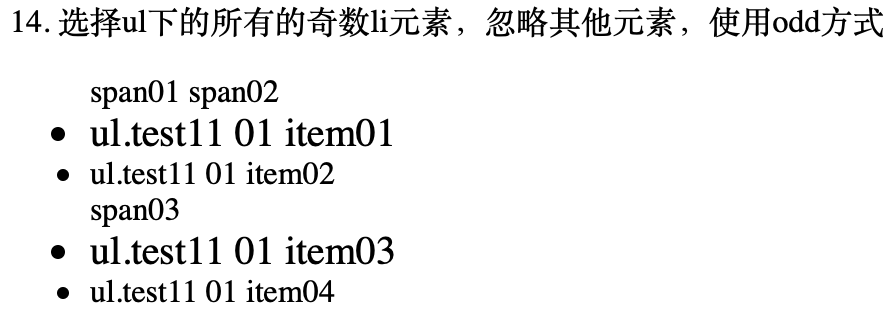 14. 选择ul下的所有的奇数li元素，忽略其他元素，使用odd方式
span01 span02
• ul.test11 01 item01
• ul.test11 01 item02
span03
• ul.test11 01 item03
• ul.test11 01 item04